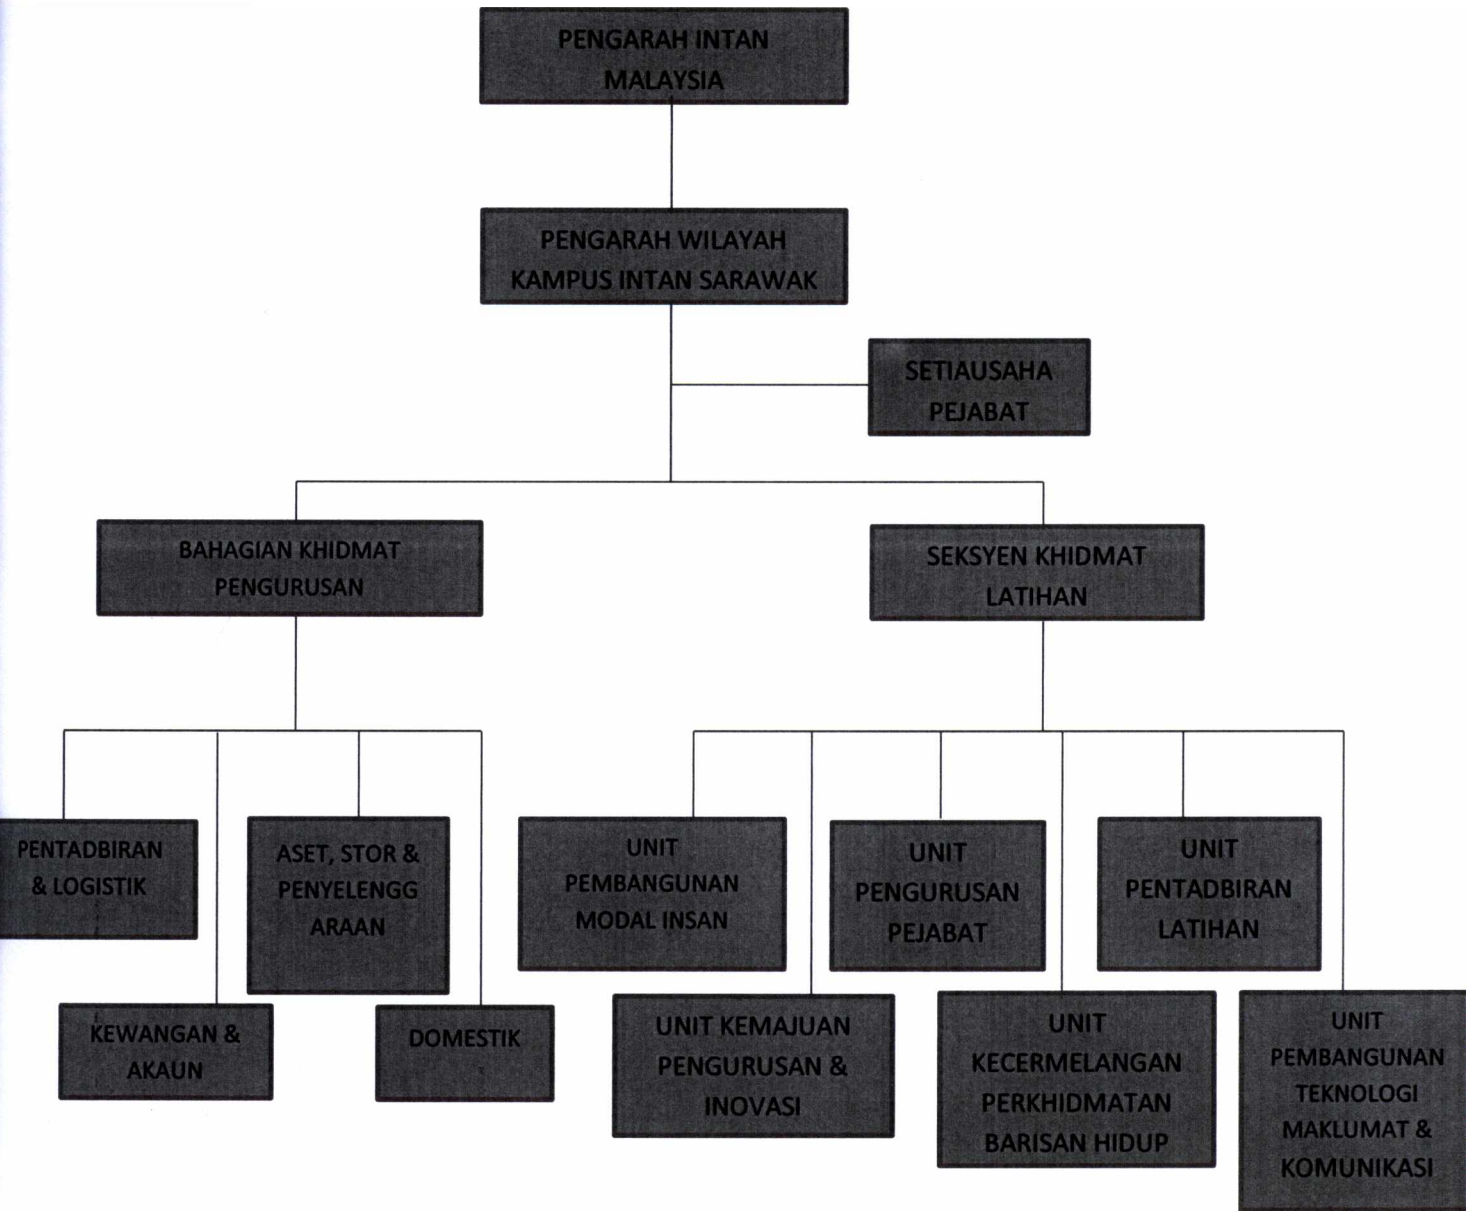 PENGARAH INTAN
MALAYSIA
PENGARAH WILAYAH
KAMPUS INTAN SARAWAK
SETIAUSAHA
PEJABAT
BAHAGIAN KHIDMAT
PENGURUSAN
SEKSYEN KHIDMAT
LATIHAN
PENTADBIRAN
& LOGISTIK
ASET, STOR &
PENYELENGG
ARAAN
UNIT
PEMBANGUNAN
MODAL INSAN
UNIT
PENGURUSAN
PEJABAT
UNIT
PENTADBIRAN
LATIHAN
KEWANGAN &
AKAUN
DOMESTIK
UNIT KEMAJUAN
PENGURUSAN &
INOVASI
UNIT
KECERMELANGAN
PERKHIDMATAN
BARISAN HIDUP
UNIT
PEMBANGUNAN
TEKNOLOGI
MAKLUMAT &
KOMUNIKASI